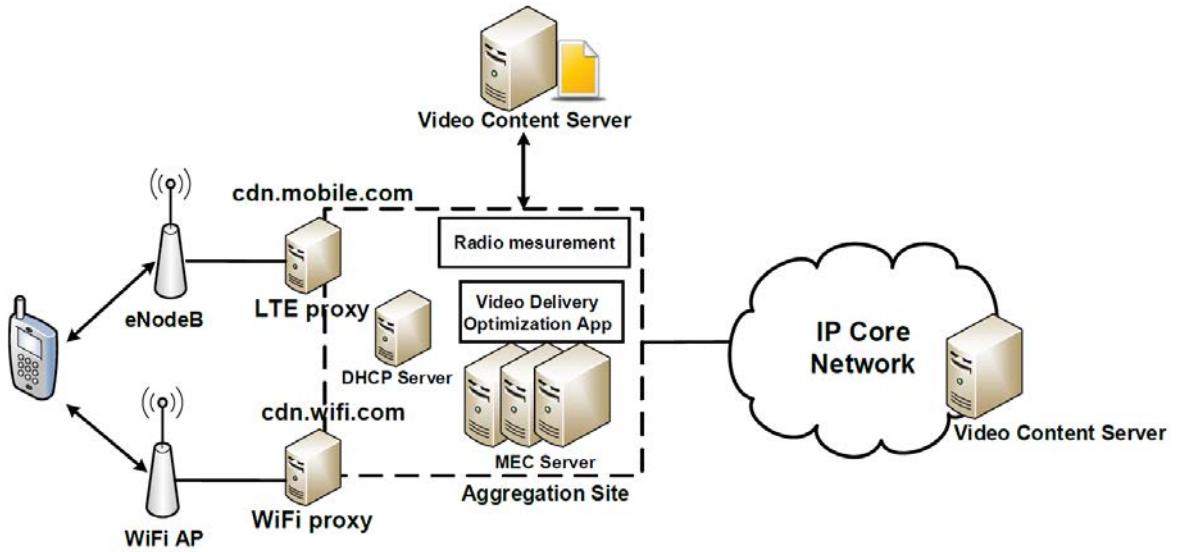 Video Content Server
cdn.mobile.com
Radio mesurement
eNodeB
LTE proxy
Video Delivery
Optimization App
IP Core
Network
DHCP Server
cdn.wifi.com
Video Content Server
MEC Server
Aggregation Site
WiFi proxy
WiFi AP